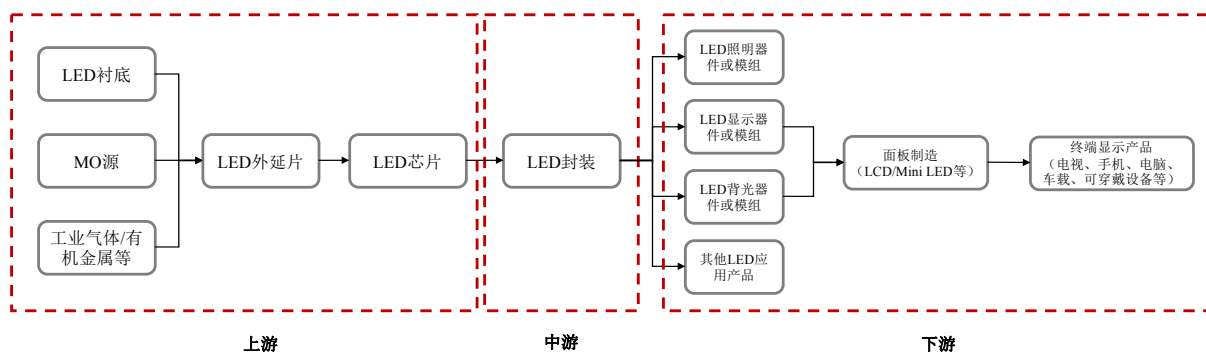 LED衬底
MO源
工业气体/有
机金属等
LED外延片
LED芯片
LED封装
LED照明器
件或模组
LED显示器
件或模组
LED背光器
件或模组
其他LED应
用产品
面板制造
（LCD/Mini LED等）
终端显示产品
（电视、手机、电脑、
车载、可穿戴设备等）
上游
中游
下游